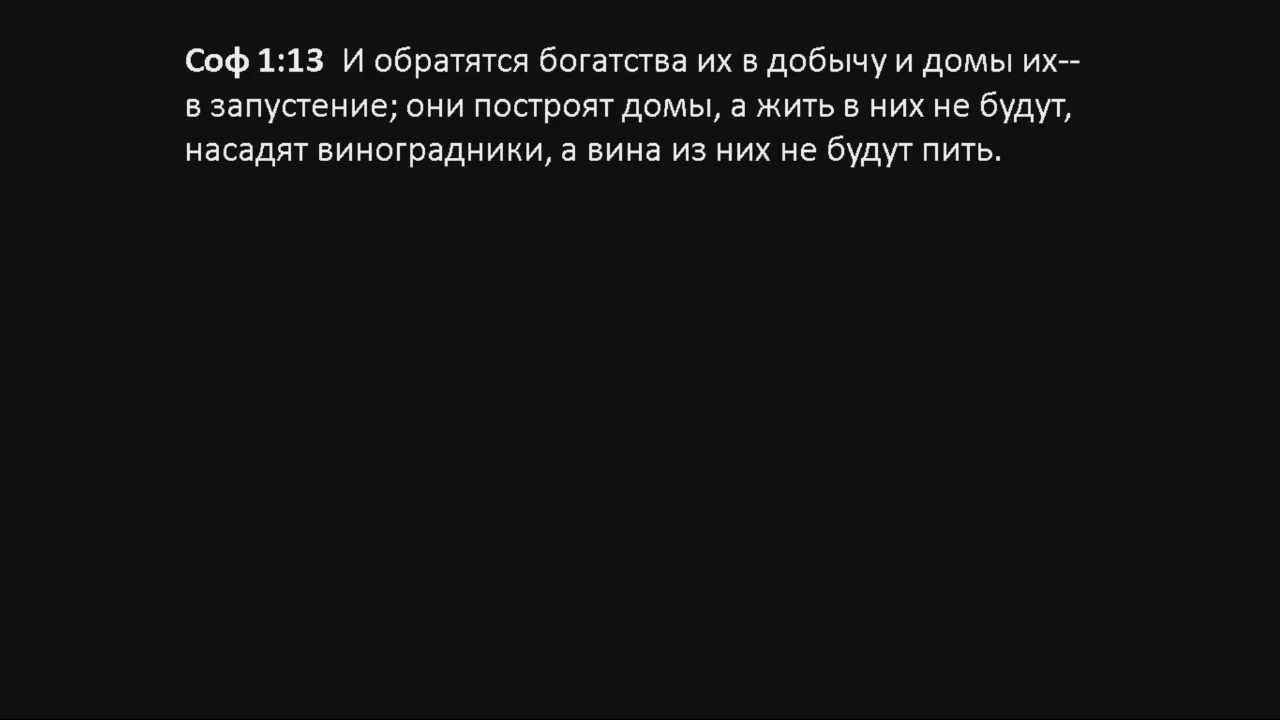 Соф 1:13  И обратятся богатства их в добычу и домы их--
в запустение; они построят домы, а жить в них не будут,
насадят виноградники, а вина из них не будут пить.